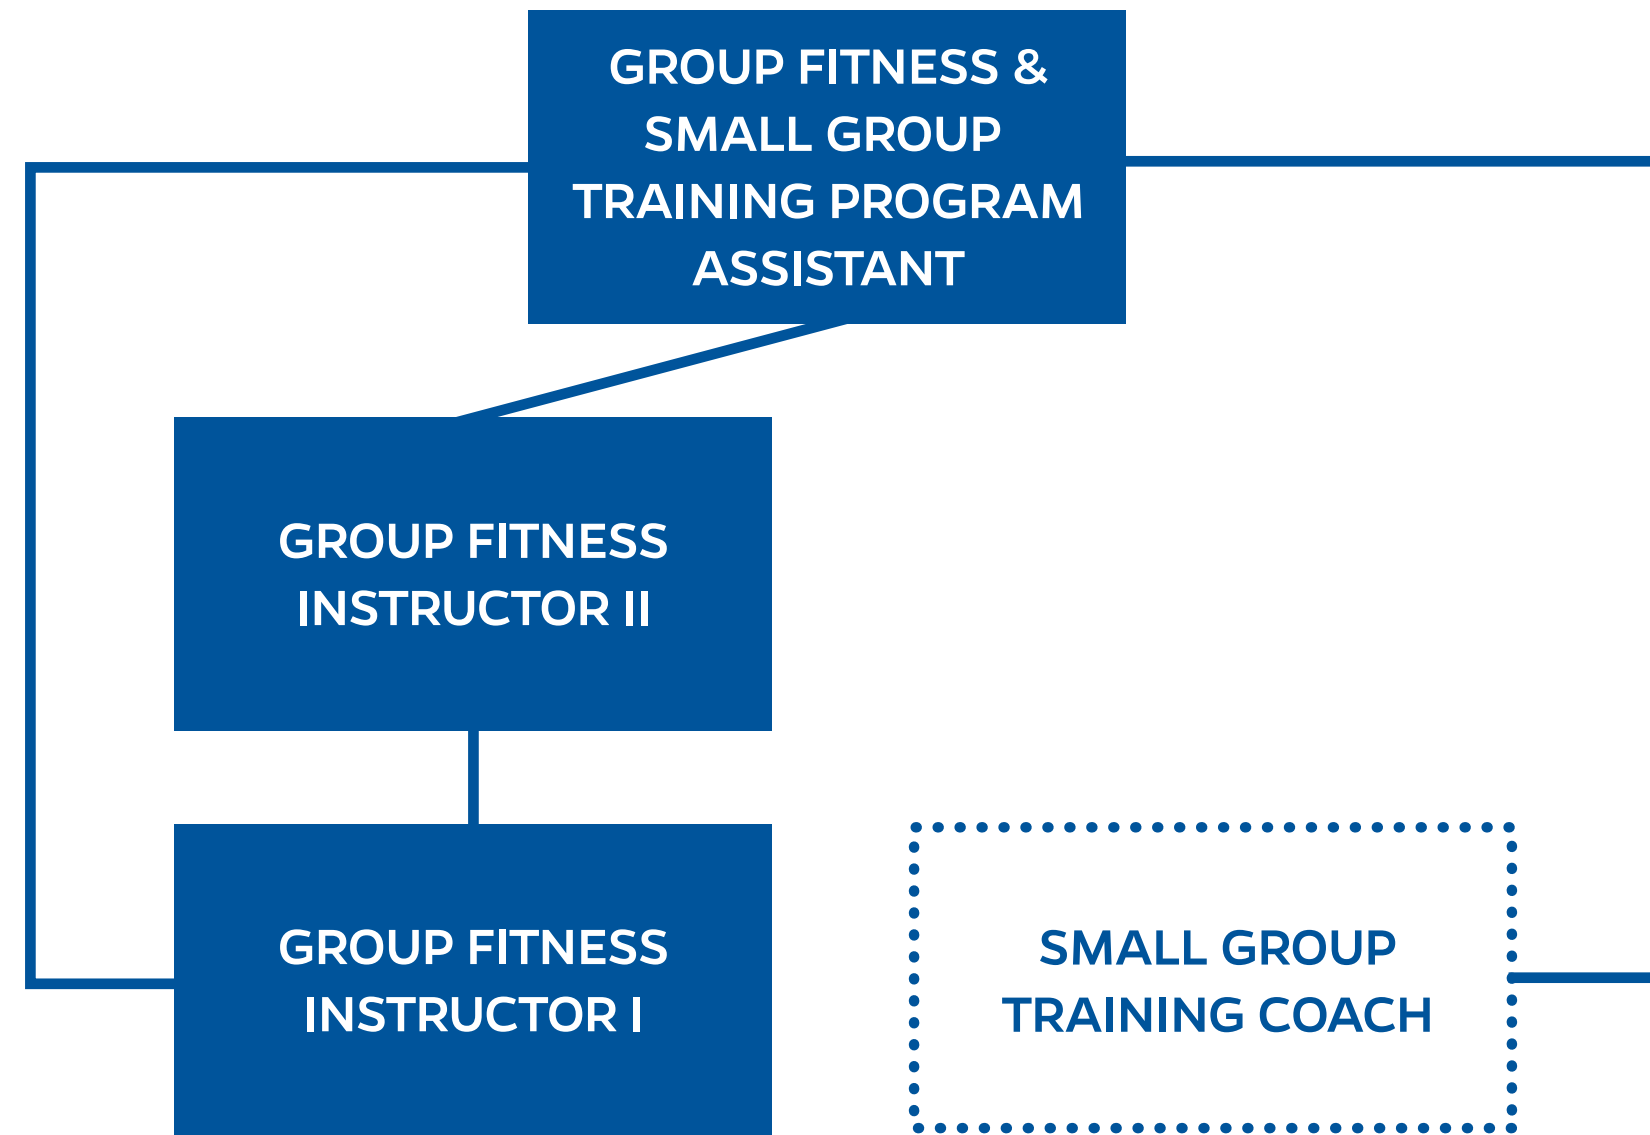 GROUP FITNESS &
SMALL GROUP
TRAINING PROGRAM
ASSISTANT
GROUP FITNESS
INSTRUCTOR II
GROUP FITNESS
INSTRUCTOR I
SMALL GROUP
TRAINING COACH